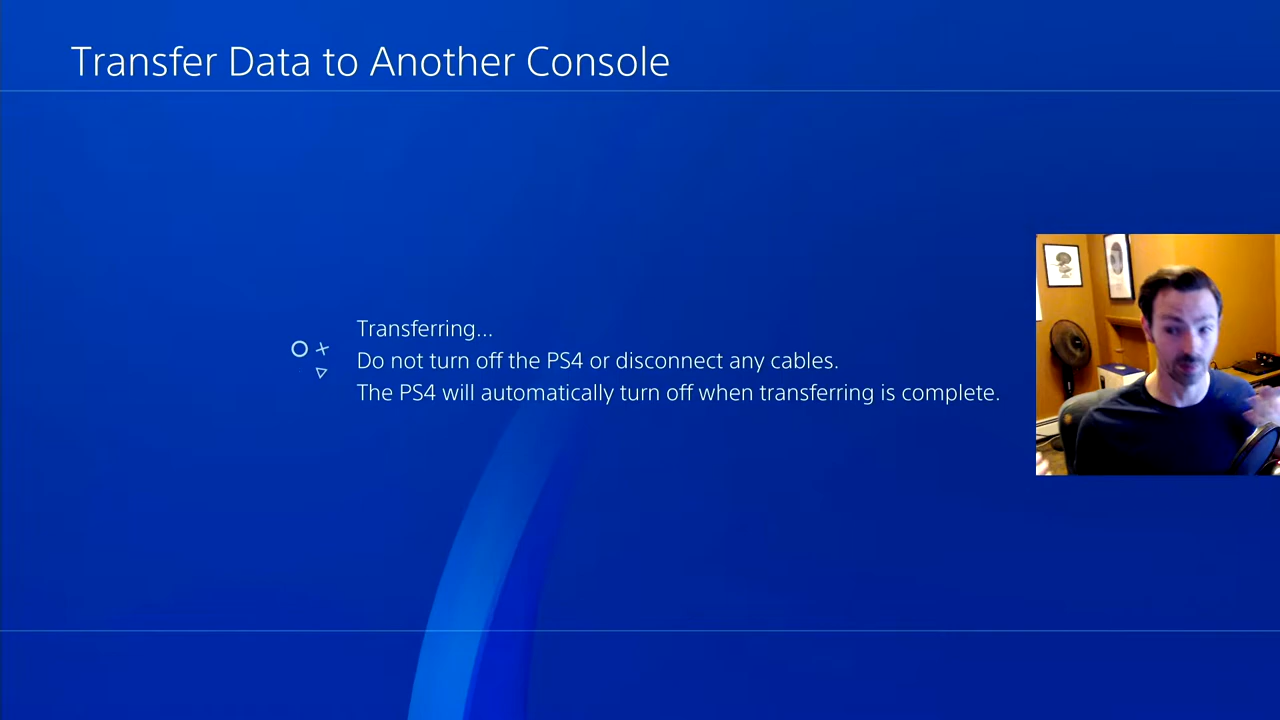 Transfer Data to Another Console
Transferring...
Do not turn off the PS4 or disconnect any cables.
The PS4 will automatically turn off when transferring is complete.